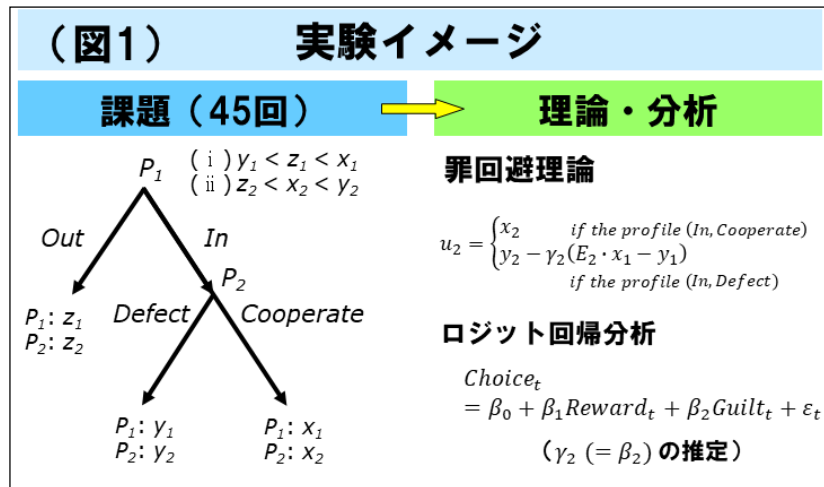 （図1） 実験イメージ
課題（45回）
理論・分析
P₁
(ⅰ) y₁ < z₁ < x₁
(ⅱ) z₂ < x₂ < y₂
Out
In
P₂
P₁: z₁
P₂: z₂
Defect
Cooperate
P₁: y₁
P₂: y₂
P₁: x₁
P₂: x₂
罪回避理論
u₂ = { x₂ if the profile (In, Cooperate)
y₂ − γ₂(E₂ · x₁ − y₁)
if the profile (In, Defect)
ロジット回帰分析
Choiceₜ
= β₀ + β₁Rewardₜ + β₂Guiltₜ + εₜ
（γ₂ (= β₂) の推定）